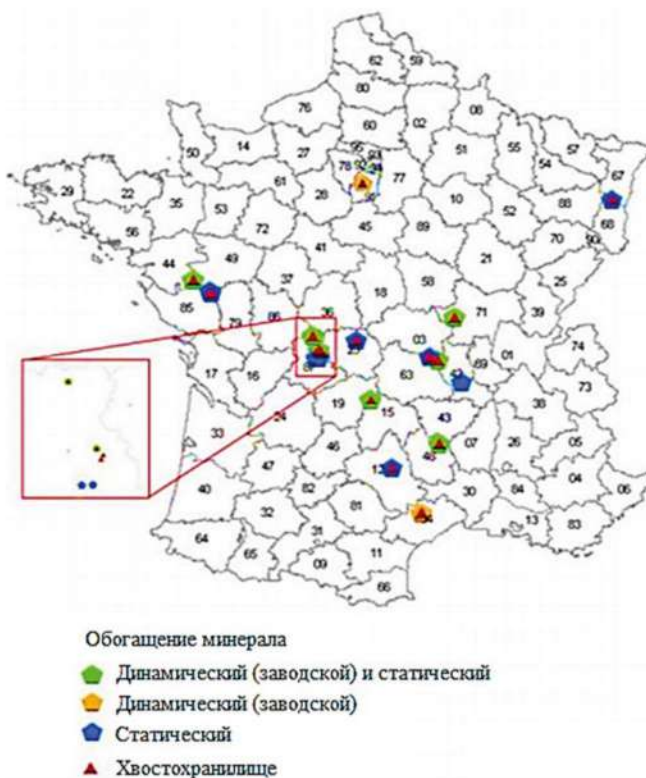 62 59
80
76 60 02 08
50 14 27 95 51 55 57 67
78 92 77 54
29 22 61 28 10 88 68
35 53 72 45 89 52 70 90
56 41 21 25
44 49 37 18 58 39
85 79 86 36 71
03 01 74
17 16 63 69 73
24 19 38
33 15 43
47 46 48 07 26 05
40 82 30 84 04 06
32 81 34 13 83
64 65 31 11
09
66
Обогащение минерала
Динамический (заводской) и статический
Динамический (заводской)
Статический
Хвостохранилище